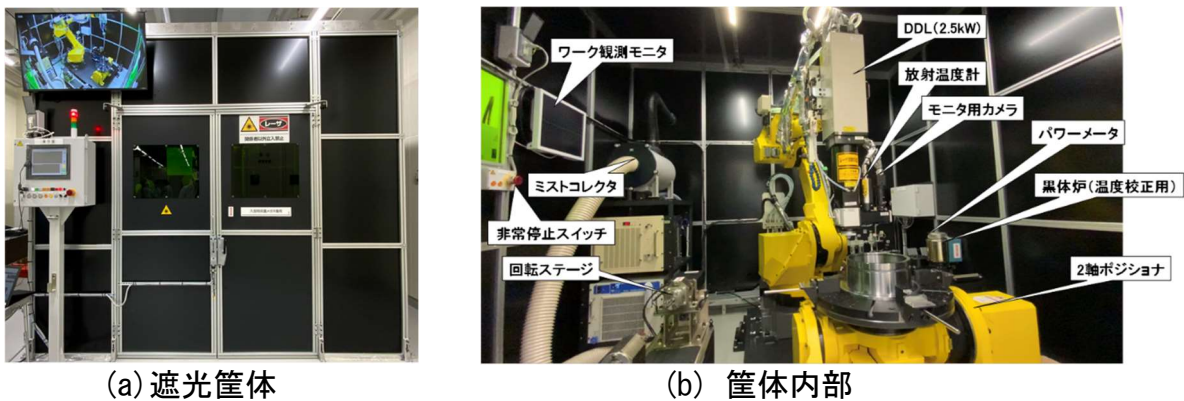 レーザ
DDL(2.5kW)
ワーク観測モニタ
放射温度計
モニタ用カメラ
パワーメータ
ミストコレクタ
黒体炉(温度校正用)
非常停止スイッチ
回転ステージ
2軸ポジショナ
(a)遮光筐体
(b) 筐体内部